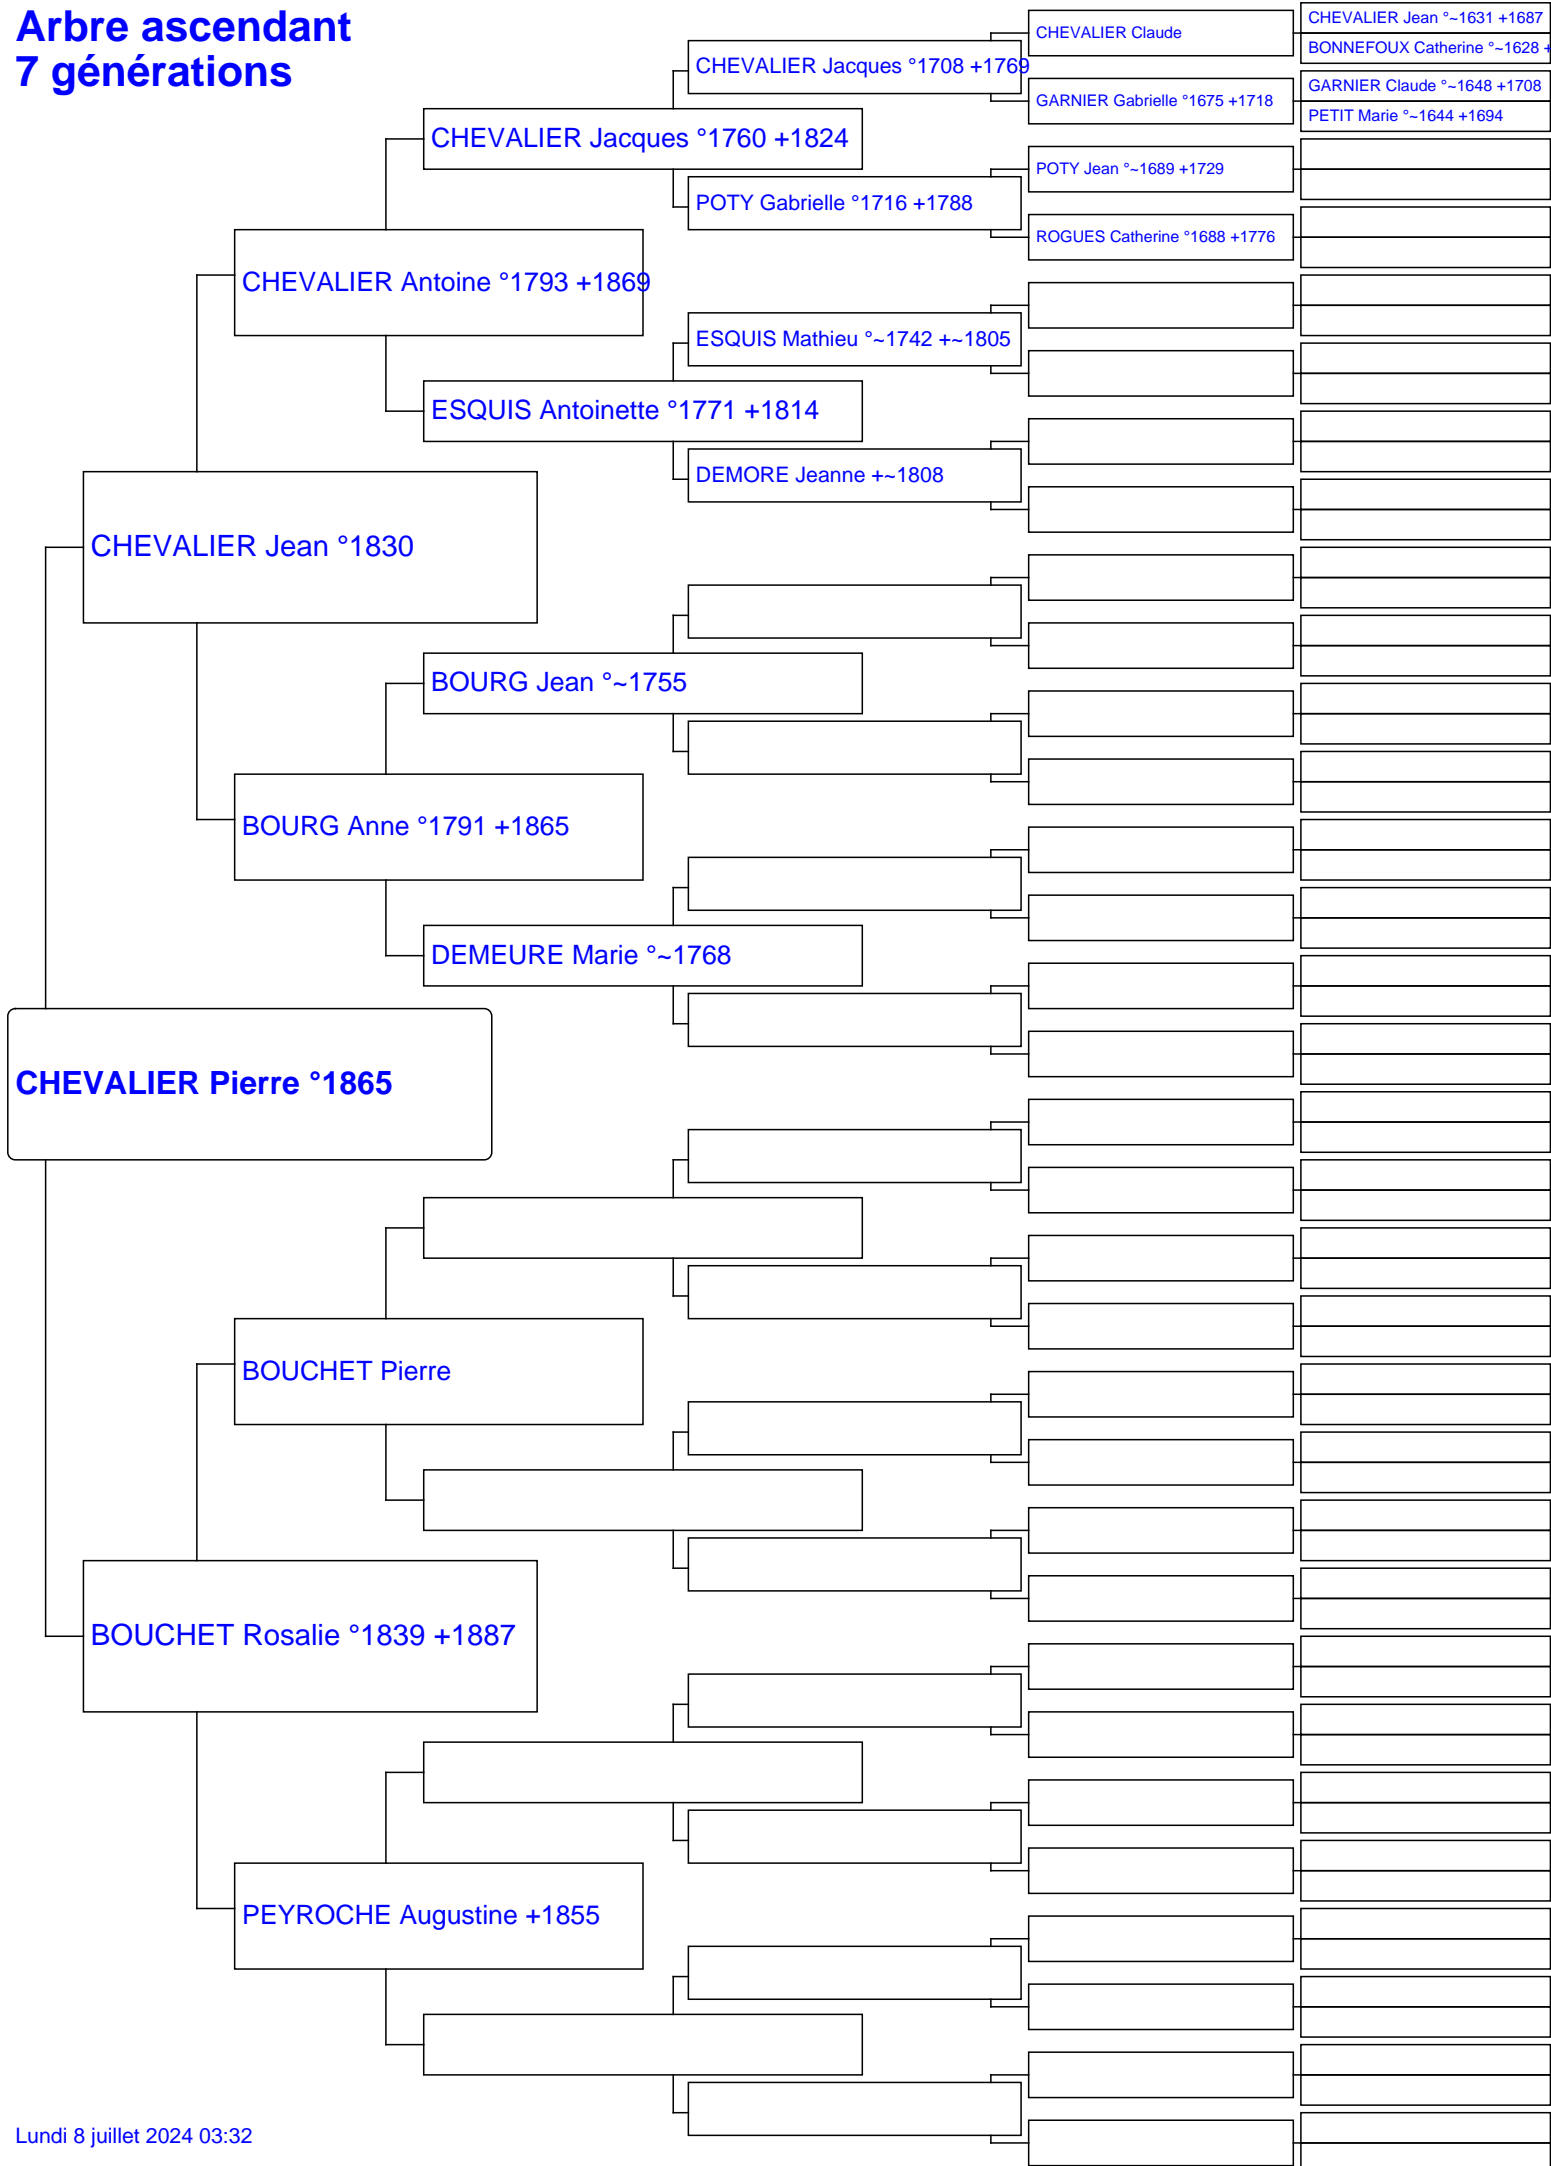 Arbre ascendant
7 générations
CHEVALIER Claude
CHEVALIER Jean °~1631 +1687
BONNEFOUX Catherine °~1628 +
CHEVALIER Jacques °1708 +1769
GARNIER Gabrielle °1675 +1718
GARNIER Claude °~1648 +1708
PETIT Marie °~1644 +1694
CHEVALIER Jacques °1760 +1824
POTY Jean °~1689 +1729
POTY Gabrielle °1716 +1788
ROGUES Catherine °1688 +1776
CHEVALIER Antoine °1793 +1869
ESQUIS Mathieu °~1742 +~1805
ESQUIS Antoinette °1771 +1814
DEMORE Jeanne +~1808
CHEVALIER Jean °1830
BOURG Jean °~1755
BOURG Anne °1791 +1865
DEMEURE Marie °~1768
CHEVALIER Pierre °1865
BOUCHET Pierre
BOUCHET Rosalie °1839 +1887
PEYROCHE Augustine +1855
Lundi 8 juillet 2024 03:32